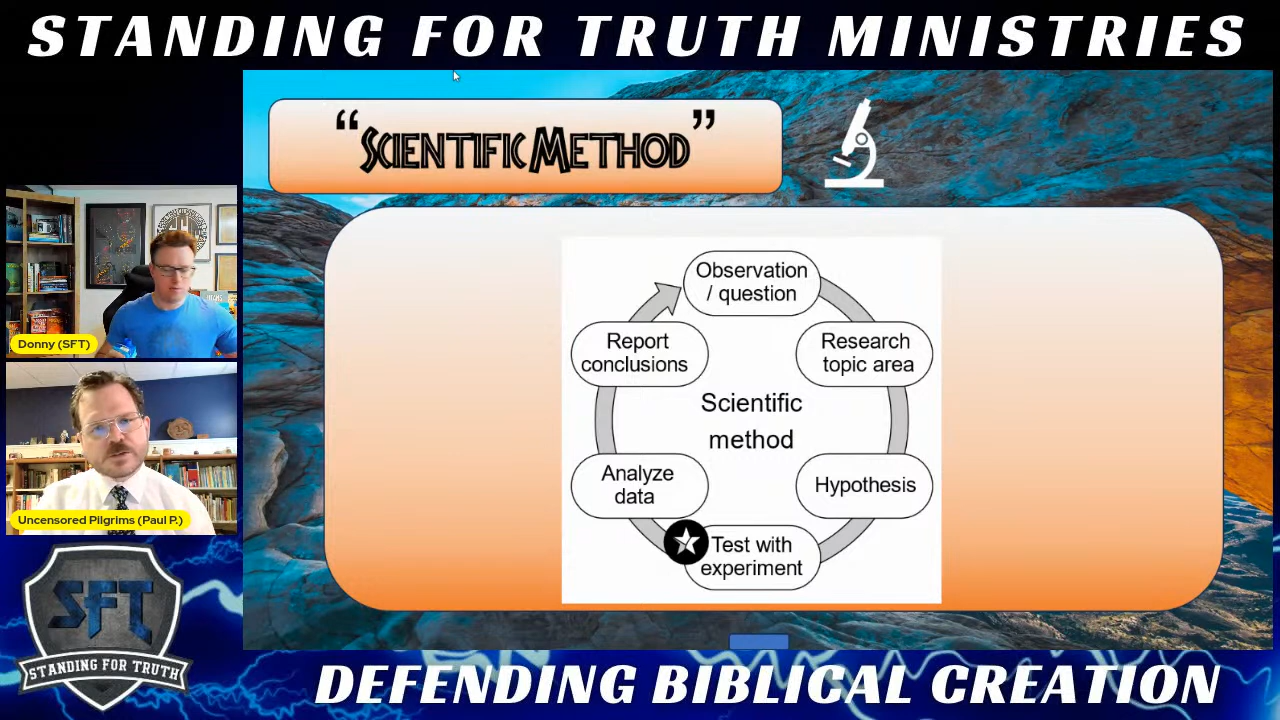 STANDING FOR TRUTH MINISTRIES
“SCIENTIFIC METHOD”
Observation
/ question
Research
topic area
Hypothesis
Test with
experiment
Analyze
data
Report
conclusions
Scientific
method
Donny (SFT)
Uncensored Pilgrims (Paul P.)
SFT
STANDING FOR TRUTH
DEFENDING BIBLICAL CREATION